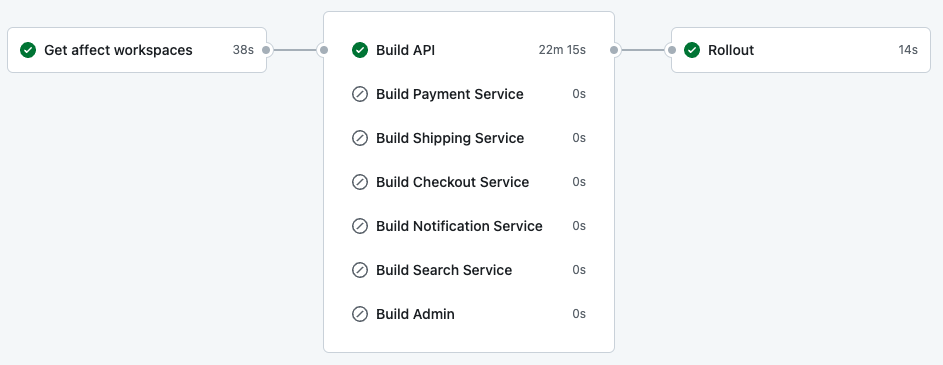 Get affect workspaces 38s
Build API 22m 15s
Rollout 14s
Build Payment Service 0s
Build Shipping Service 0s
Build Checkout Service 0s
Build Notification Service 0s
Build Search Service 0s
Build Admin 0s